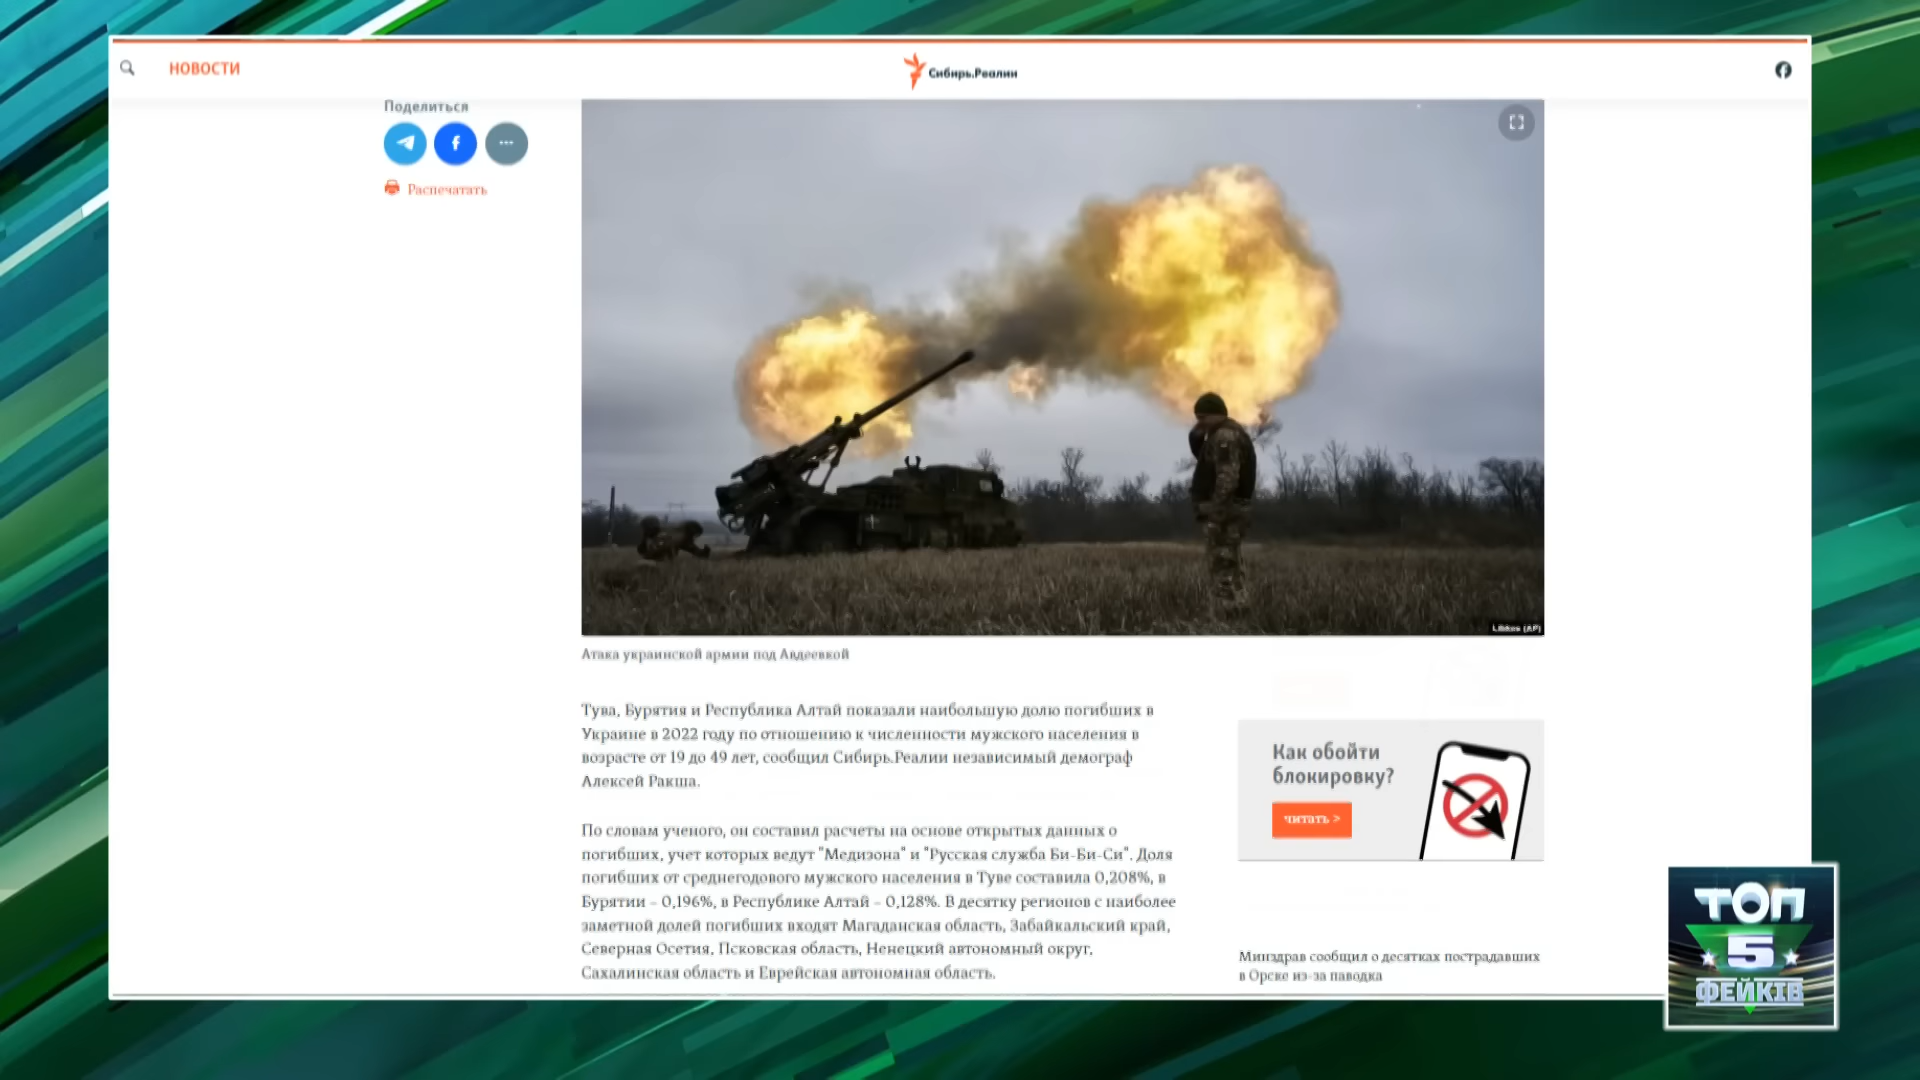 НОВОСТИ
Сибирь.Реалии
Поделиться
Распечатать
(AP)
Атака украинской армии под Авдеевкой
Тува, Бурятия и Республика Алтай показали наибольшую долю погибших в
Украине в 2022 году по отношению к численности мужского населения в
возрасте от 19 до 49 лет, сообщил Сибирь.Реалии независимый демограф
Алексей Ракша.
По словам ученого, он составил расчеты на основе открытых данных о
погибших, учет которых ведут "Медизона" и "Русская служба Би-Би-Си". Доля
погибших от среднегодового мужского населения в Туве составила 0,208%, в
Бурятии – 0,196%, в Республике Алтай – 0,128%. В десятку регионов с наиболее
заметной долей погибших входят Магаданская область, Забайкальский край,
Северная Осетия, Псковская область, Ненецкий автономный округ,
Сахалинская область и Еврейская автономная область.
Как обойти
блокировку?
читать >
Минздрав сообщил о десятках пострадавших
в Орске из-за паводка
ТОП
5
ФЕЙКІВ